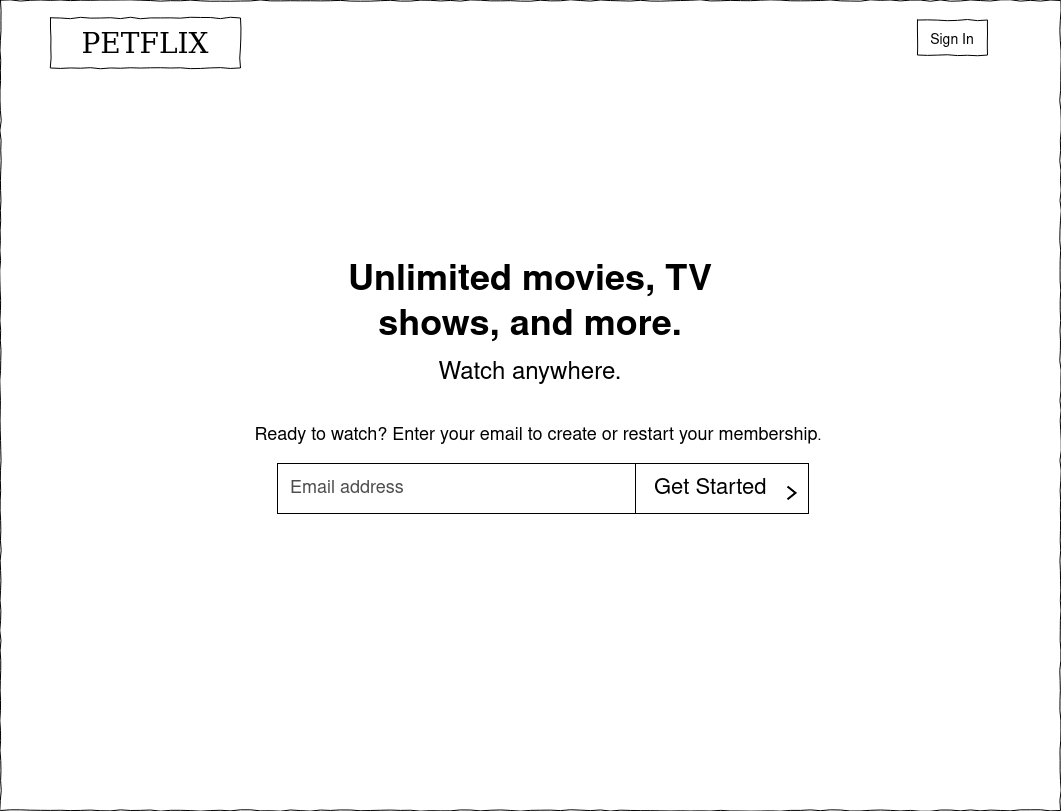 PETFLIX
Sign In
Unlimited movies, TV
shows, and more.
Watch anywhere.
Ready to watch? Enter your email to create or restart your membership.
Email address
Get Started